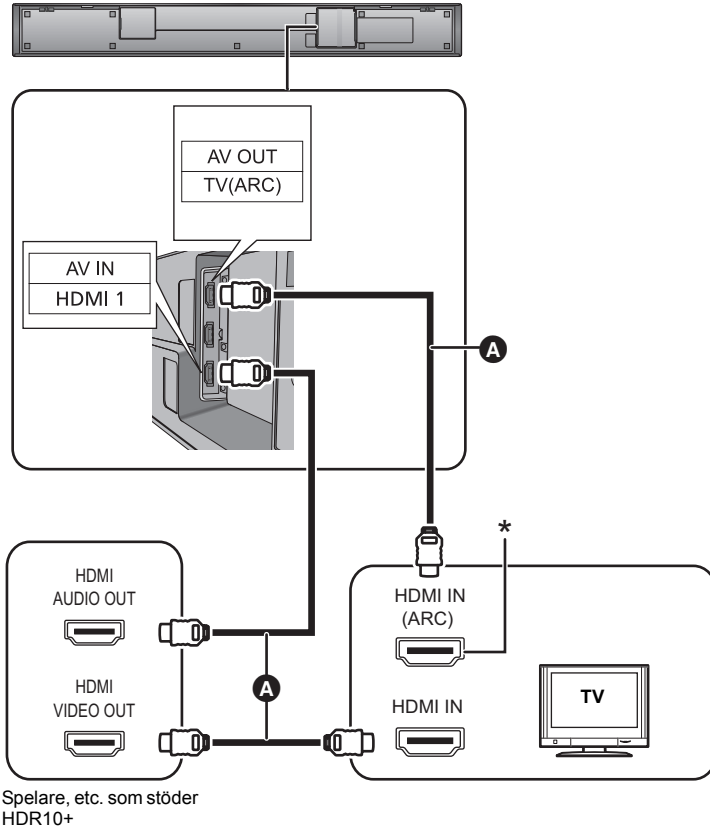 AV OUT
TV(ARC)
AV IN
HDMI 1
A
*
HDMI
AUDIO OUT
HDMI IN
(ARC)
A
HDMI
VIDEO OUT
HDMI IN
TV
Spelare, etc. som stöder
HDR10+